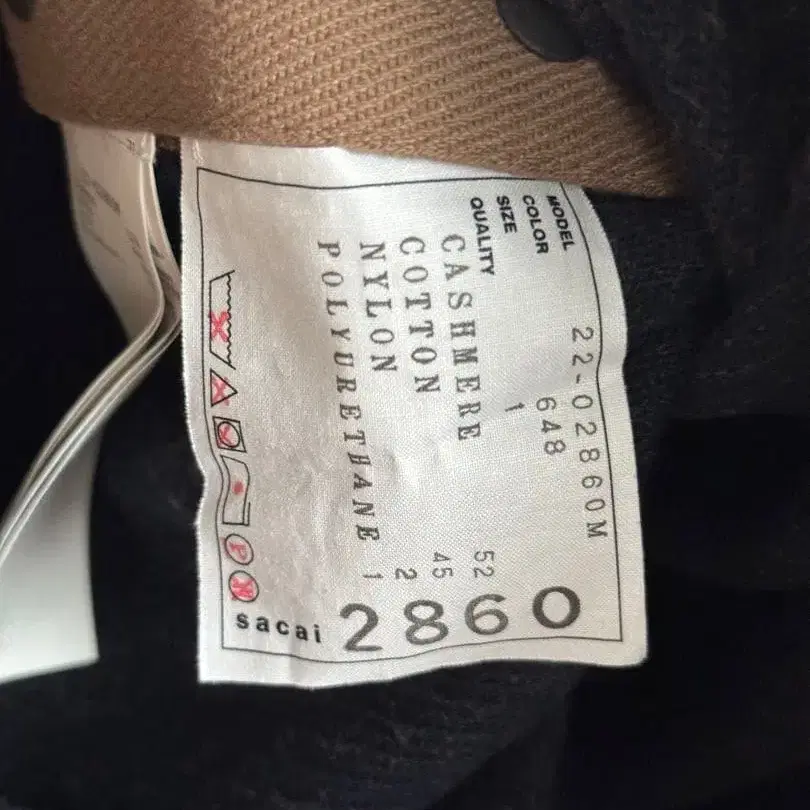 MODEL 22-02860M
COLOR 648
SIZE 1
QUALITY
CASHMERE 52
COTTON 45
NYLON 2
POLYURETHANE 1
P
sacai 2860